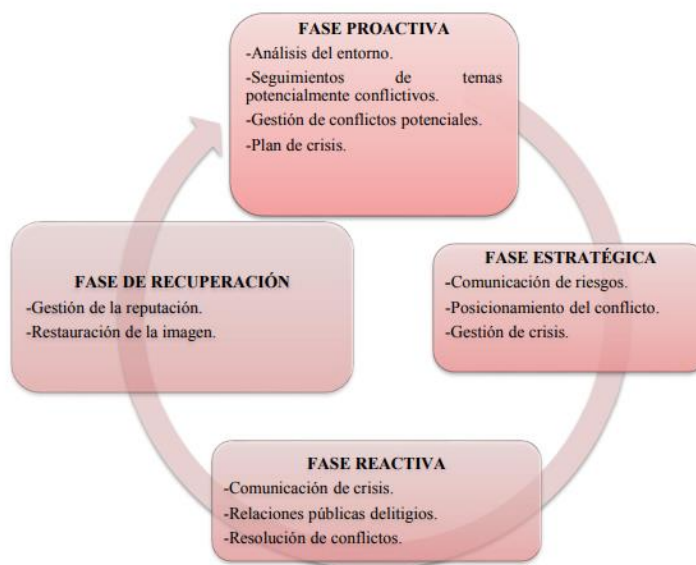 FASE PROACTIVA
-Análisis del entorno.
-Seguimientos de temas
potencialmente conflictivos.
-Gestión de conflictos potenciales.
-Plan de crisis.
FASE ESTRATÉGICA
-Comunicación de riesgos.
-Posicionamiento del conflicto.
-Gestión de crisis.
FASE REACTIVA
-Comunicación de crisis.
-Relaciones públicas delitigios.
-Resolución de conflictos.
FASE DE RECUPERACIÓN
-Gestión de la reputación.
-Restauración de la imagen.